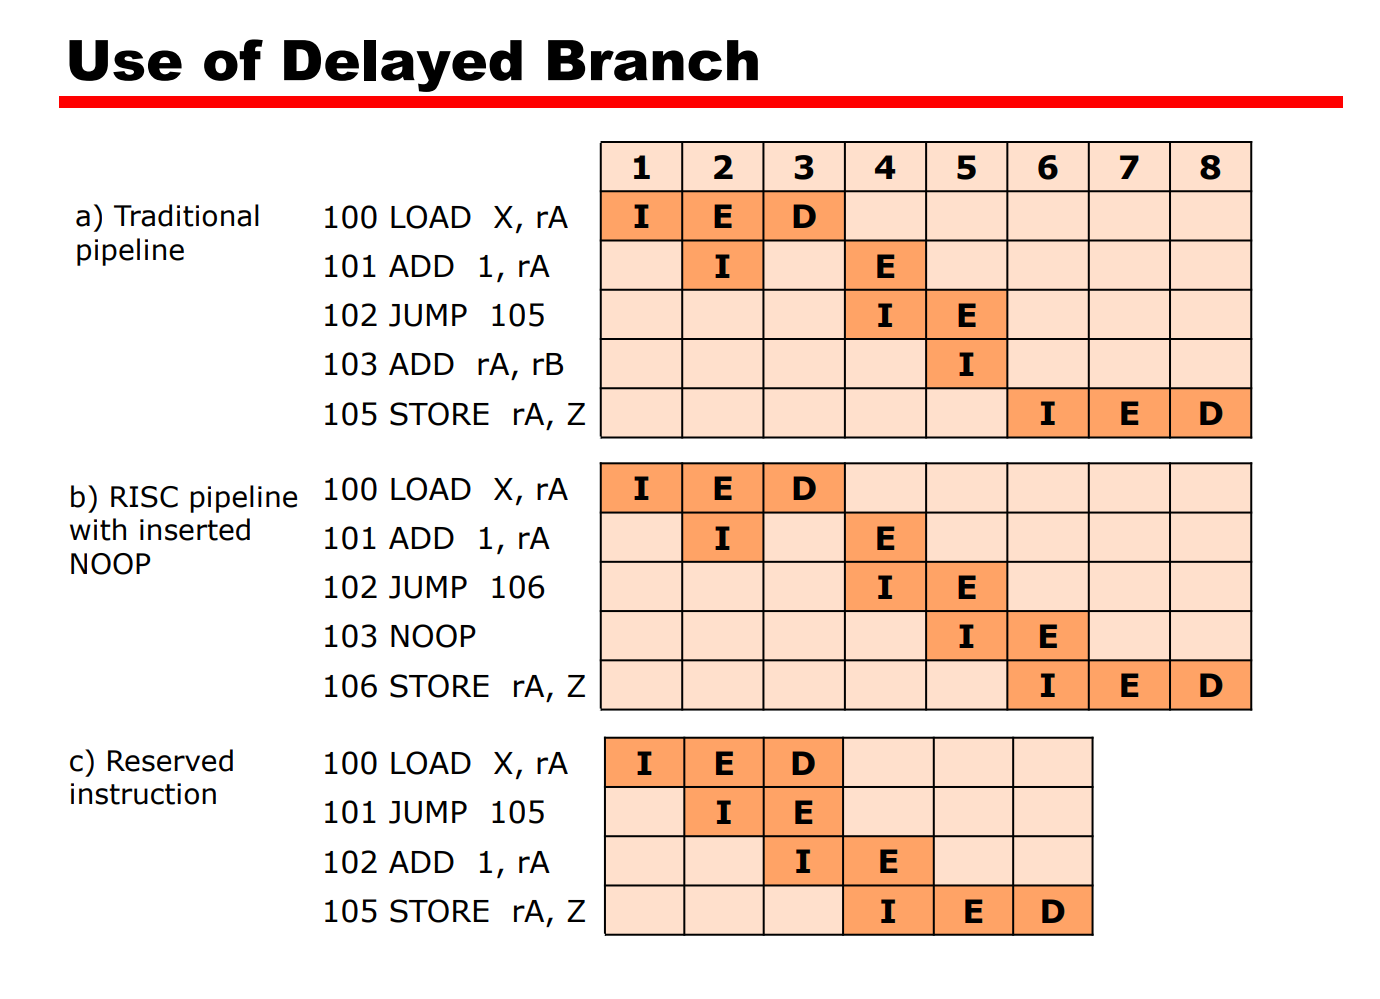 Use of Delayed Branch
1 2 3 4 5 6 7 8
a) Traditional
pipeline
100 LOAD X, rA I E D
101 ADD 1, rA I E
102 JUMP 105 I E
103 ADD rA, rB I
105 STORE rA, Z I E D
b) RISC pipeline
with inserted
NOOP
100 LOAD X, rA I E D
101 ADD 1, rA I E
102 JUMP 106 I E
103 NOOP I E
106 STORE rA, Z I E D
c) Reserved
instruction
100 LOAD X, rA I E D
101 JUMP 105 I E
102 ADD 1, rA I E
105 STORE rA, Z I E D